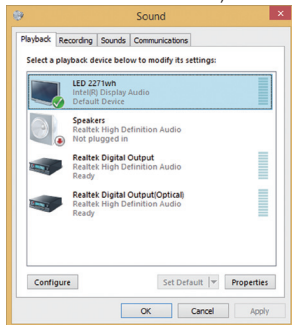 Sound
Playback Recording Sounds Communications
Select a playback device below to modify its settings:
LED 2271wh
Intel(R) Display Audio
Default Device
Speakers
Realtek High Definition Audio
Not plugged in
Realtek Digital Output
Realtek High Definition Audio
Ready
Realtek Digital Output(Optical)
Realtek High Definition Audio
Ready
Configure Set Default Properties
OK Cancel Apply